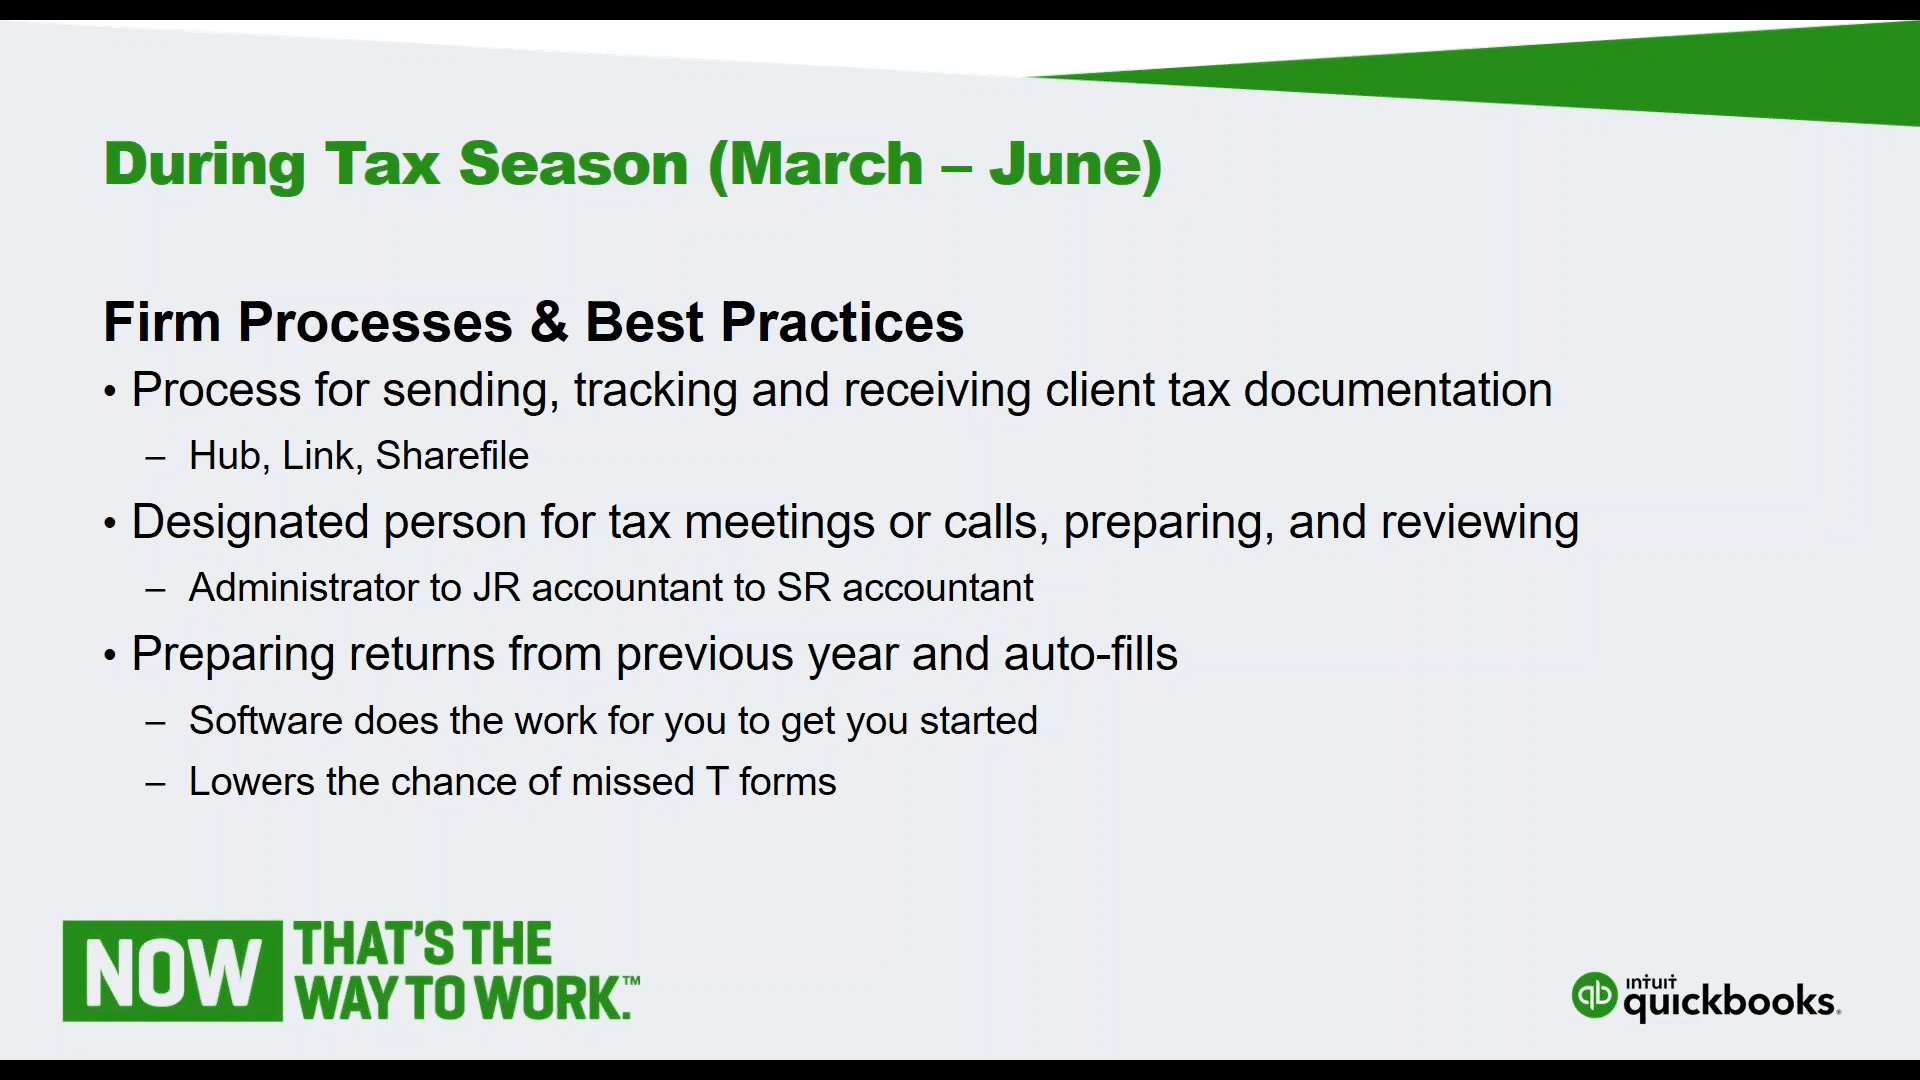 During Tax Season (March – June)
Firm Processes & Best Practices
• Process for sending, tracking and receiving client tax documentation
– Hub, Link, Sharefile
• Designated person for tax meetings or calls, preparing, and reviewing
– Administrator to JR accountant to SR accountant
• Preparing returns from previous year and auto-fills
– Software does the work for you to get you started
– Lowers the chance of missed T forms
NOW THAT'S THE
WAY TO WORK.™
qb intuit
quickbooks.